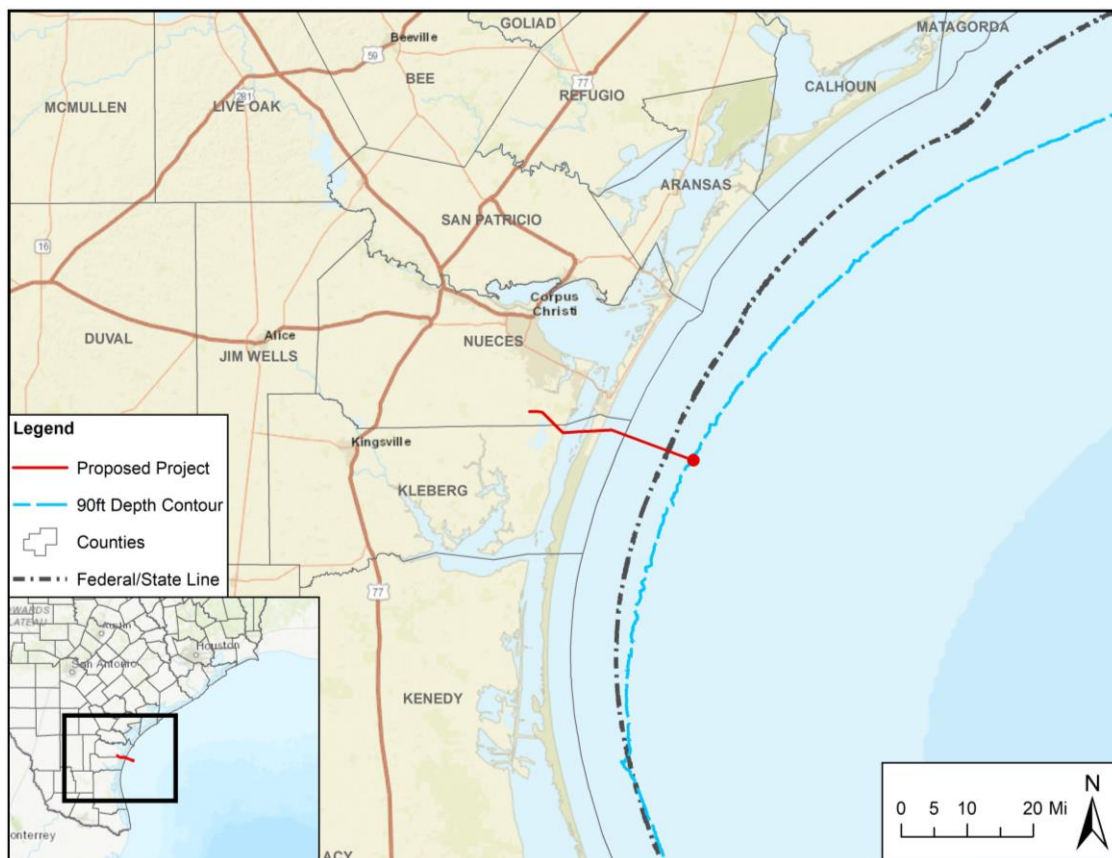 GOLIAD
MATAGORDA
Beeville
59
BEE
77
CALHOUN
MCMULLEN
281
LIVE OAK
REFUGIO
ARANSAS
SAN PATRICIO
16
Corpus
Christi
DUVAL
Alice
NUECES
JIM WELLS
Legend
Proposed Project
Kingsville
90ft Depth Contour
KLEBERG
Counties
Federal/State Line
77
Austin
Houston
San Antonio
KENEDY
N
0 5 10 20 Mi
onterrey
ACY